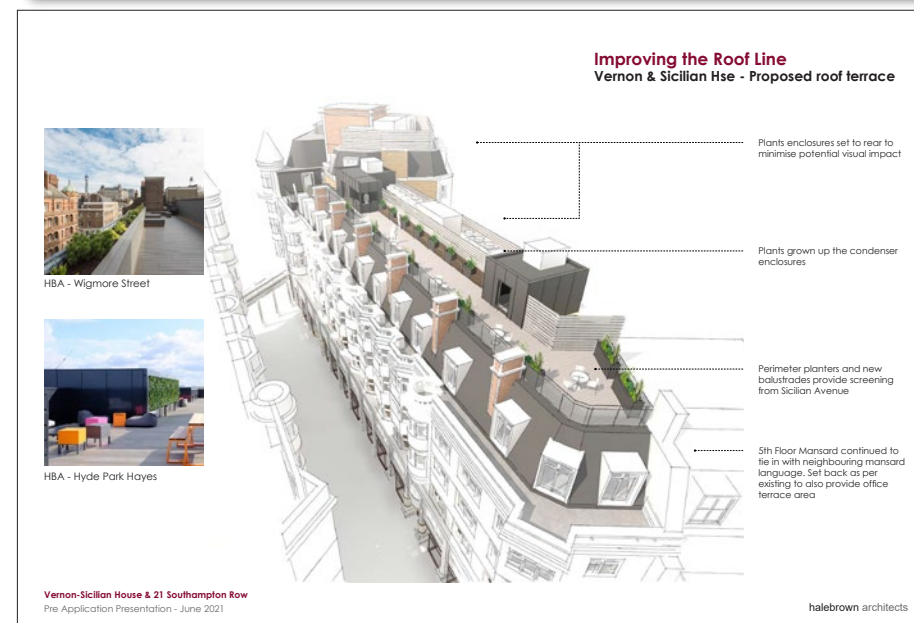 Improving the Roof Line
Vernon & Sicilian Hse - Proposed roof terrace
HBA - Wigmore Street
HBA - Hyde Park Hayes
Plants enclosures set to rear to
minimise potential visual impact
Plants grown up the condenser
enclosures
Perimeter planters and new
balustrades provide screening
from Sicilian Avenue
5th Floor Mansard continued to
tie in with neighbouring mansard
language. Set back as per
existing to also provide office
terrace area
Vernon-Sicilian House & 21 Southampton Row
Pre Application Presentation - June 2021
halebrown architects